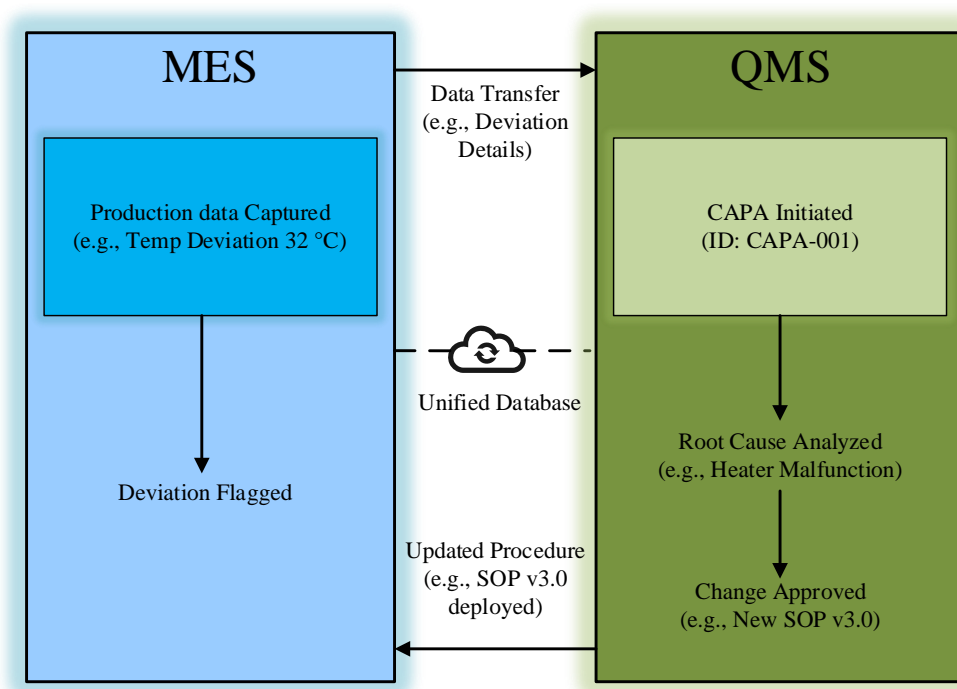 MES
QMS
Data Transfer
(e.g., Deviation
Details)
Production data Captured
(e.g., Temp Deviation 32 °C)
CAPA Initiated
(ID: CAPA-001)
Unified Database
Root Cause Analyzed
(e.g., Heater Malfunction)
Deviation Flagged
Updated Procedure
(e.g., SOP v3.0
deployed)
Change Approved
(e.g., New SOP v3.0)